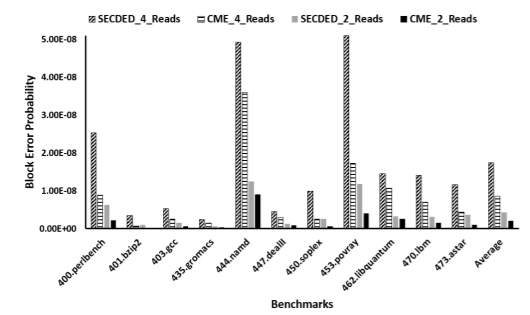 SECDED_4_Reads CME_4_Reads SECDED_2_Reads CME_2_Reads
5.00E-08
4.00E-08
3.00E-08
2.00E-08
1.00E-08
0.00E+00
Block Error Probability
400.perlbench
401.bzip2
403.gcc
435.gromacs
444.namd
447.dealII
450.soplex
453.povray
462.libquantum
470.lbm
473.astar
Average
Benchmarks